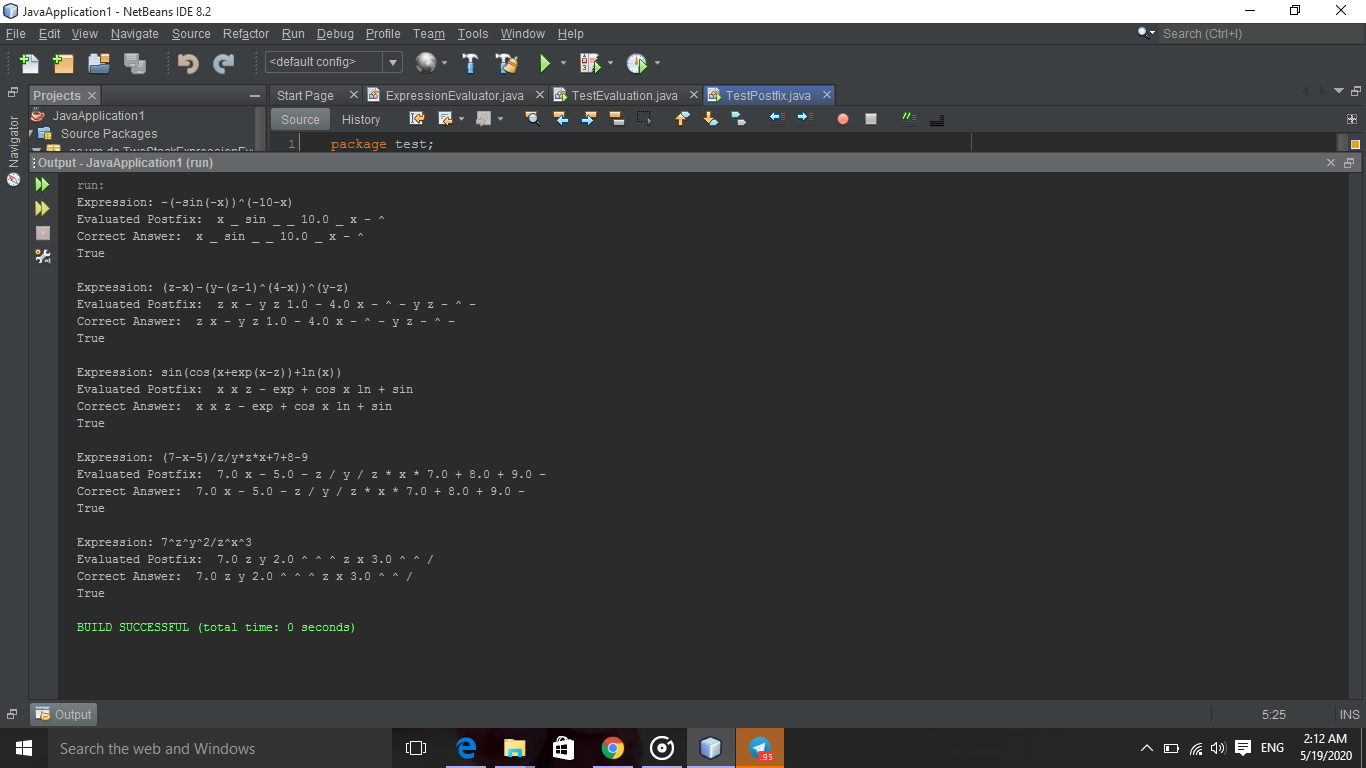 JavaApplication1 - NetBeans IDE 8.2
File Edit View Navigate Source Refactor Run Debug Profile Team Tools Window Help
Search (Ctrl+I)
<default config>
Projects
Start Page ExpressionEvaluator.java TestEvaluation.java TestPostfix.java
JavaApplication1
Source History
Source Packages
Navigator
1 package test;
Output - JavaApplication1 (run)
run:
Expression: -(-sin(-x))^(-10-x)
Evaluated Postfix:  x _ sin _ _ 10.0 _ x - ^
Correct Answer:  x _ sin _ _ 10.0 _ x - ^
True
Expression: (z-x)-(y-(z-1)^(4-x))^(y-z)
Evaluated Postfix:  z x - y z 1.0 - 4.0 x - ^ - y z - ^ -
Correct Answer:  z x - y z 1.0 - 4.0 x - ^ - y z - ^ -
True
Expression: sin(cos(x+exp(x-z))+ln(x))
Evaluated Postfix:  x x z - exp + cos x ln + sin
Correct Answer:  x x z - exp + cos x ln + sin
True
Expression: (7-x-5)/z/y*z*x+7+8-9
Evaluated Postfix:  7.0 x - 5.0 - z / y / z * x * 7.0 + 8.0 + 9.0 -
Correct Answer:  7.0 x - 5.0 - z / y / z * x * 7.0 + 8.0 + 9.0 -
True
Expression: 7^z^y^2/z^x^3
Evaluated Postfix:  7.0 z y 2.0 ^ ^ ^ z x 3.0 ^ ^ /
Correct Answer:  7.0 z y 2.0 ^ ^ ^ z x 3.0 ^ ^ /
True
BUILD SUCCESSFUL (total time: 0 seconds)
Output
5:25 INS
Search the web and Windows
95
ENG
2:12 AM
5/19/2020